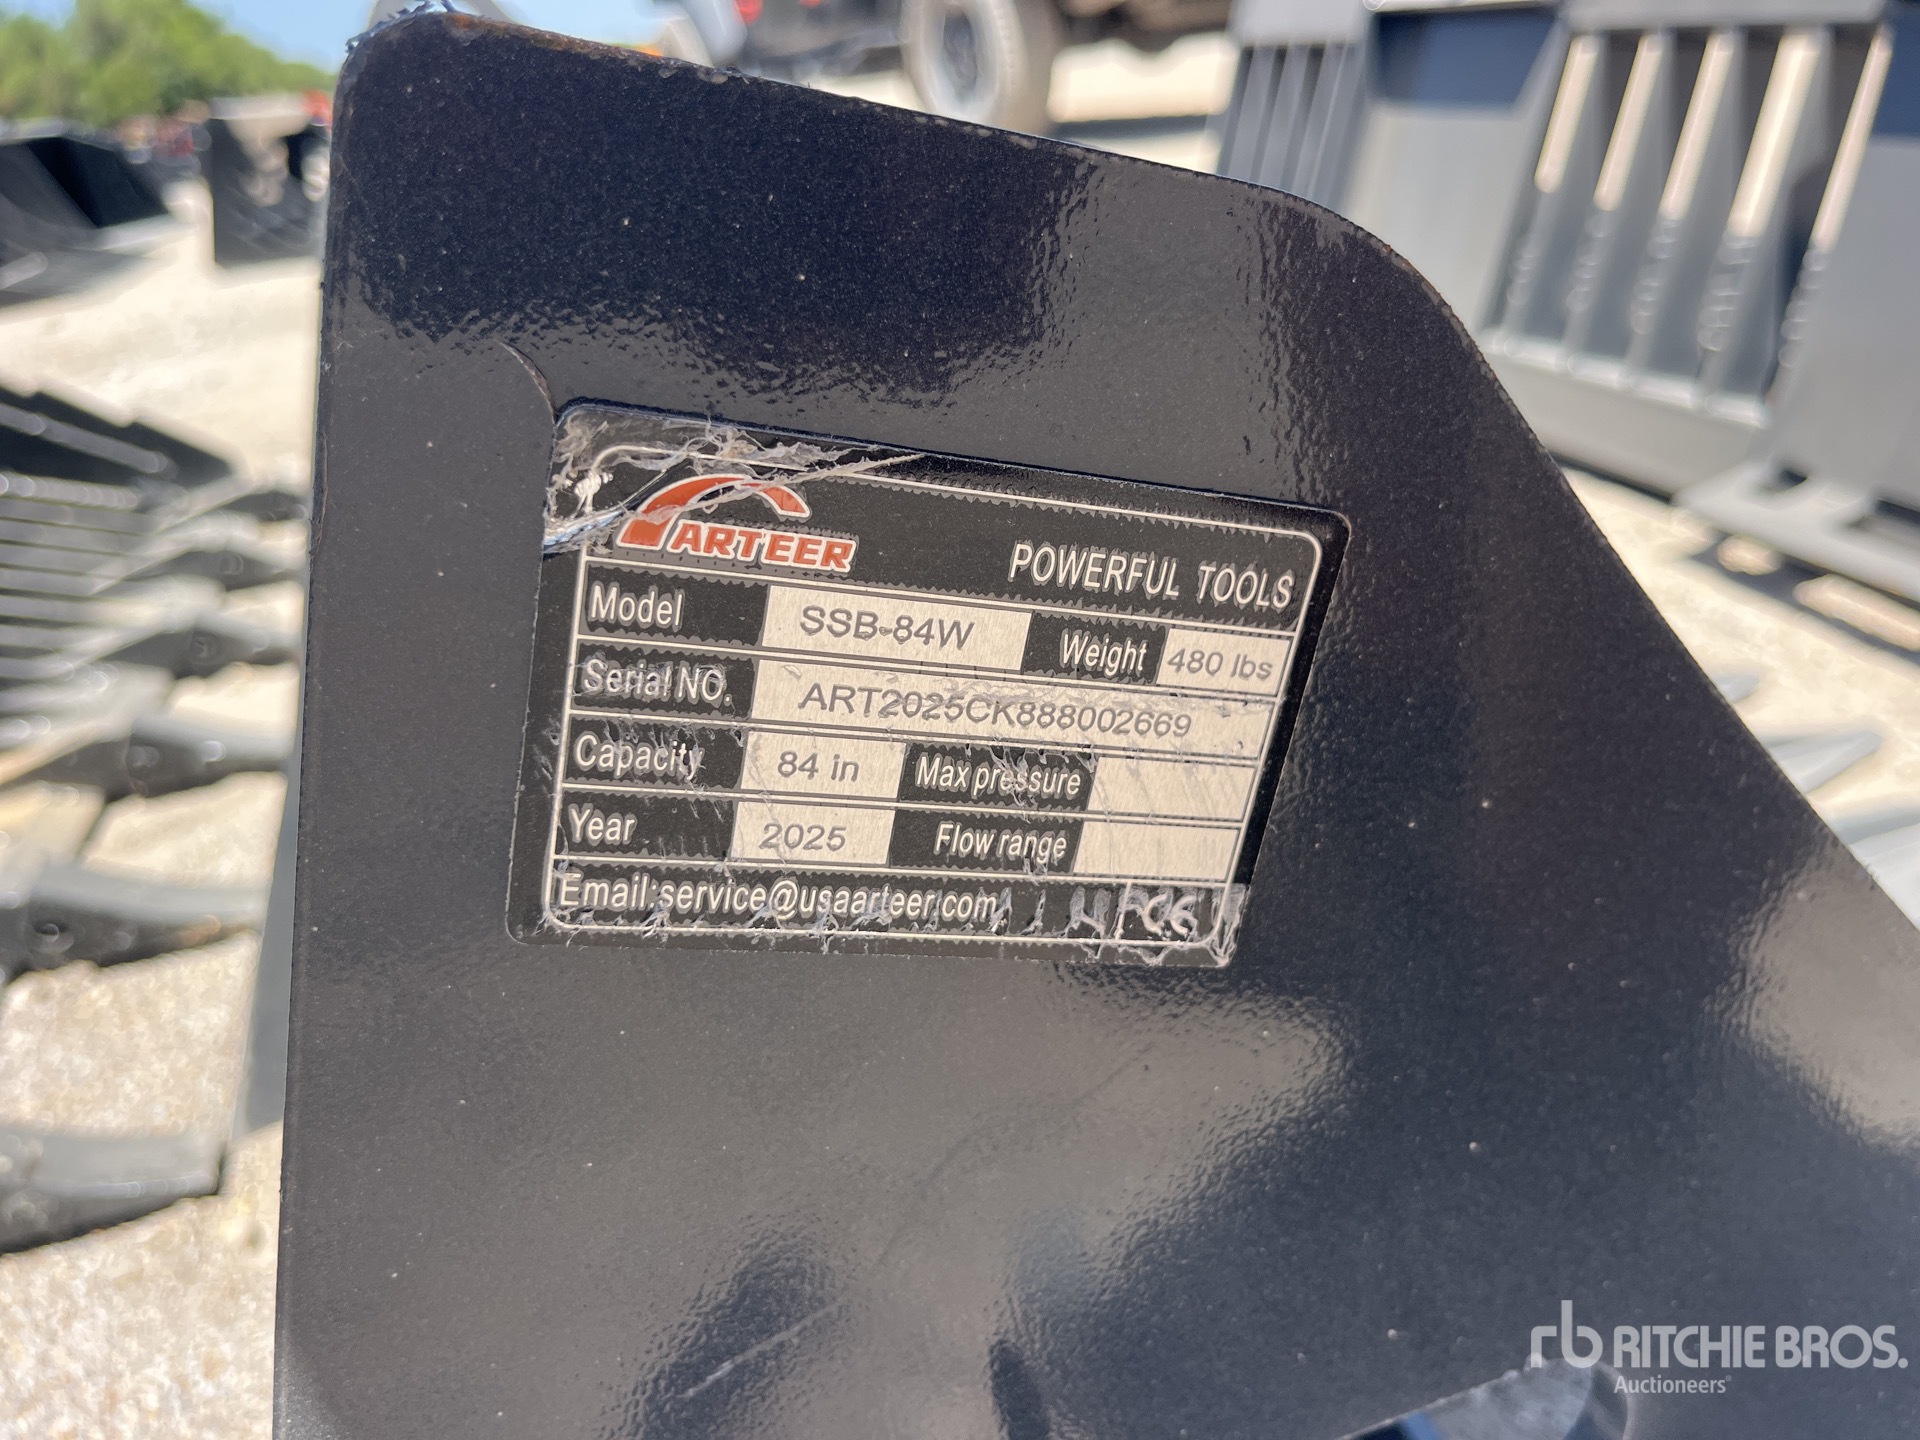 ARTEER POWERFUL TOOLS
Model SSB-84W Weight 480 lbs
Serial NO. ART2025CK888002669
Capacity 84 in Max pressure
Year 2025 Flow range
Email:service@usaarteer.com CE
rb RITCHIE BROS.
Auctioneers